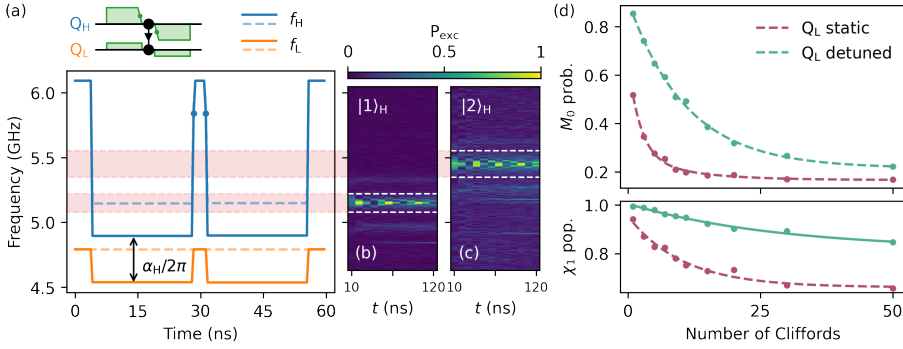 (a)
Q_H
Q_L
f_H
f_L
Frequency (GHz)
6.0
5.5
5.0
4.5
α_H/2π
0
15
30
45
60
Time (ns)
P_exc
0
1
|1⟩_H
(b)
10
120
t (ns)
|2⟩_H
(c)
10
120
t (ns)
(d)
Q_L static
Q_L detuned
M_0 prob.
0.8
0.6
0.4
0.2
χ_1 pop.
1.0
0.8
0
25
50
Number of Cliffords